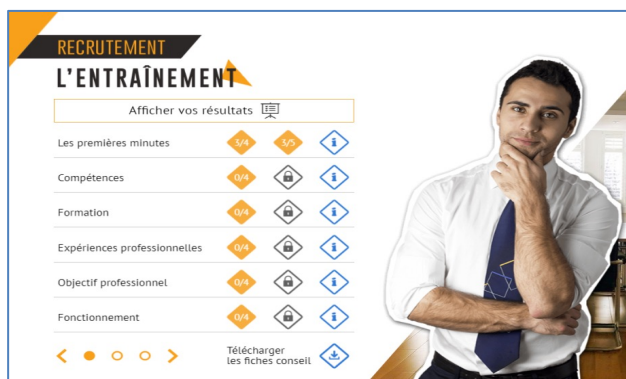 RECRUTEMENT
L'ENTRAÎNEMENT
Afficher vos résultats
Les premières minutes 3/4 3/5 i
Compétences 0/4 i
Formation 0/4 i
Expériences professionnelles 0/4 i
Objectif professionnel 0/4 i
Fonctionnement 0/4 i
Télécharger
les fiches conseil